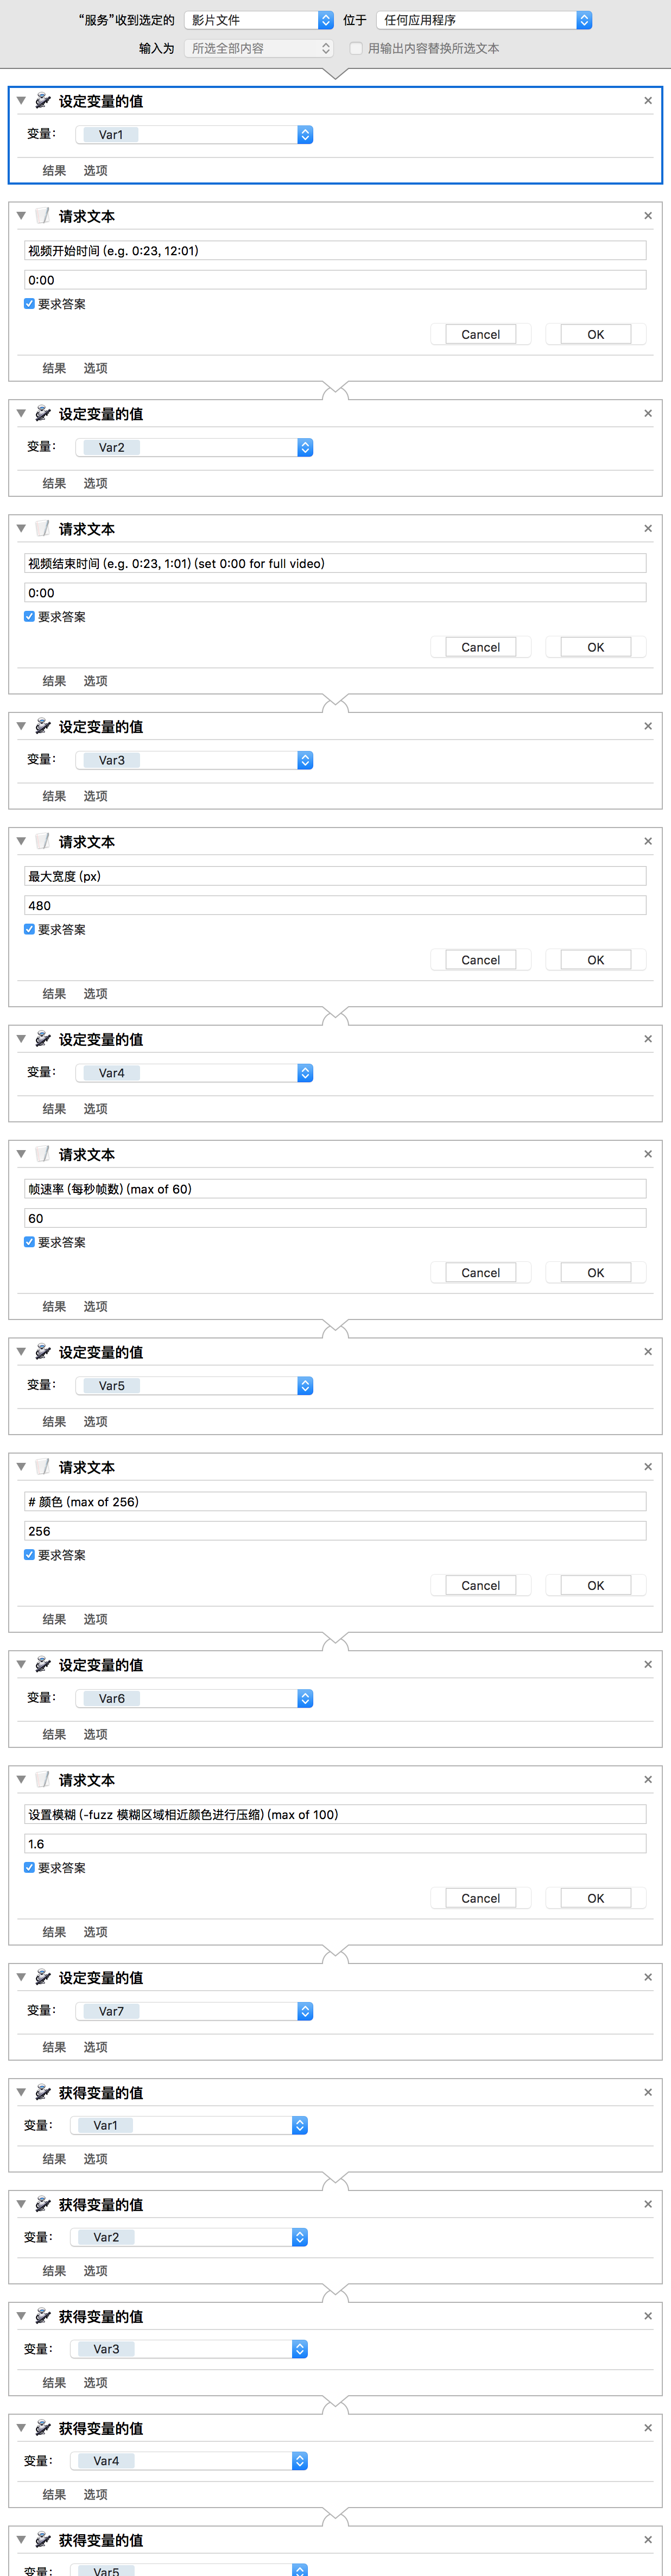 “服务”收到选定的 影片文件 位于 任何应用程序
输入为 所选全部内容 用输出内容替换所选文本
设定变量的值
变量： Var1
结果 选项
请求文本
视频开始时间 (e.g. 0:23, 12:01)
0:00
要求答案
Cancel OK
结果 选项
设定变量的值
变量： Var2
结果 选项
请求文本
视频结束时间 (e.g. 0:23, 1:01) (set 0:00 for full video)
0:00
要求答案
Cancel OK
结果 选项
设定变量的值
变量： Var3
结果 选项
请求文本
最大宽度 (px)
480
要求答案
Cancel OK
结果 选项
设定变量的值
变量： Var4
结果 选项
请求文本
帧速率 (每秒帧数) (max of 60)
60
要求答案
Cancel OK
结果 选项
设定变量的值
变量： Var5
结果 选项
请求文本
# 颜色 (max of 256)
256
要求答案
Cancel OK
结果 选项
设定变量的值
变量： Var6
结果 选项
请求文本
设置模糊 (-fuzz 模糊区域相近颜色进行压缩) (max of 100)
1.6
要求答案
Cancel OK
结果 选项
设定变量的值
变量： Var7
结果 选项
获得变量的值
变量： Var1
结果 选项
获得变量的值
变量： Var2
结果 选项
获得变量的值
变量： Var3
结果 选项
获得变量的值
变量： Var4
结果 选项
获得变量的值
变量： Var5